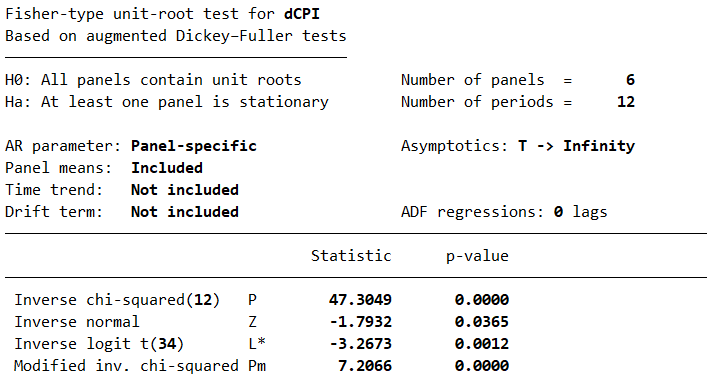 Fisher-type unit-root test for dCPI
Based on augmented Dickey–Fuller tests
H0: All panels contain unit roots Number of panels = 6
Ha: At least one panel is stationary Number of periods = 12
AR parameter: Panel-specific Asymptotics: T -> Infinity
Panel means: Included
Time trend: Not included
Drift term: Not included ADF regressions: 0 lags
Statistic p-value
Inverse chi-squared(12) P 47.3049 0.0000
Inverse normal Z -1.7932 0.0365
Inverse logit t(34) L* -3.2673 0.0012
Modified inv. chi-squared Pm 7.2066 0.0000